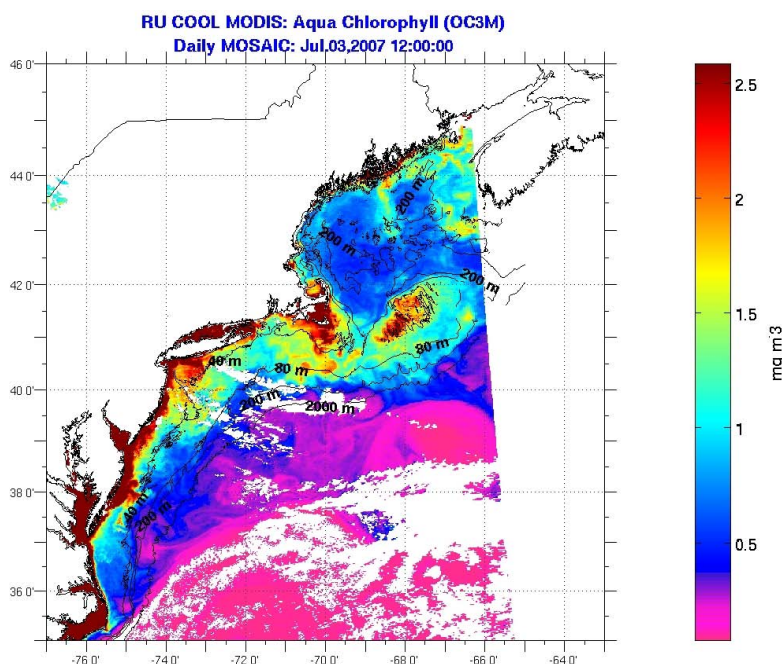 RU COOL MODIS: Aqua Chlorophyll (OC3M)
Daily MOSAIC: Jul.03,2007 12:00:00
46 0'
44 0'
42 0'
40 0'
38 0'
36 0'
-76 0'
-74 0'
-72 0'
-70 0'
-68 0'
-66 0'
-64 0'
200 m
200 m
200 m
80 m
40 m
80 m
200 m
2000 m
40 m
200 m
2.5
2
1.5
1
0.5
mg m-3